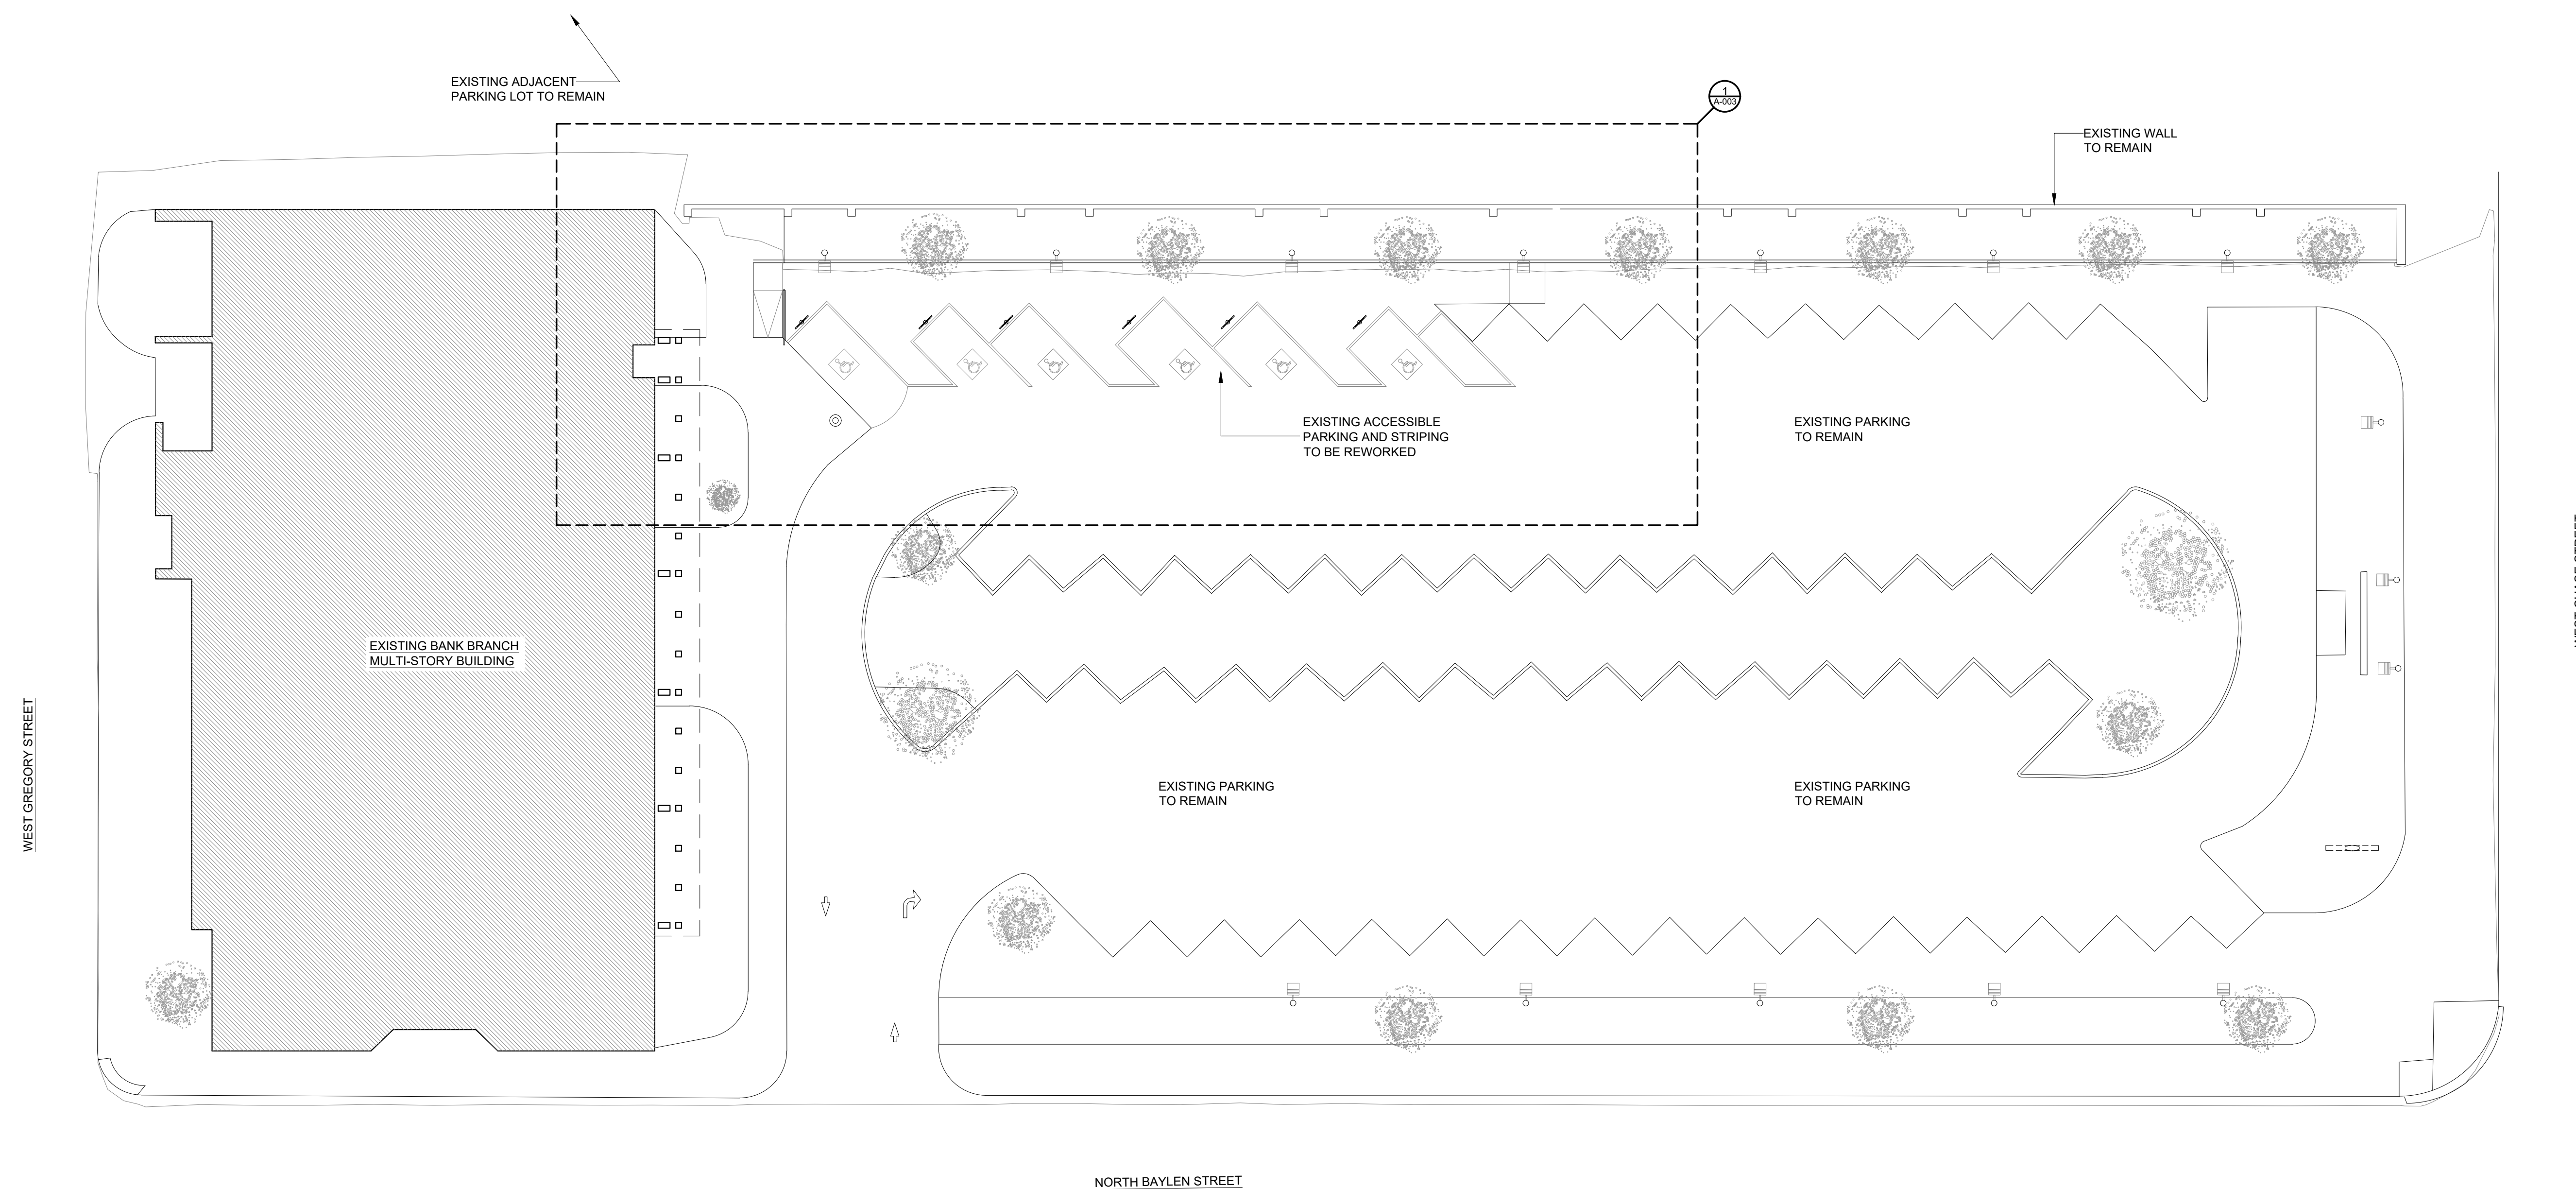 EXISTING ADJACENT
PARKING LOT TO REMAIN
1
A-003
EXISTING WALL
TO REMAIN
EXISTING ACCESSIBLE
PARKING AND STRIPING
TO BE REWORKED
EXISTING PARKING
TO REMAIN
EXISTING BANK BRANCH
MULTI-STORY BUILDING
WEST GREGORY STREET
EXISTING PARKING
TO REMAIN
EXISTING PARKING
TO REMAIN
NORTH BAYLEN STREET